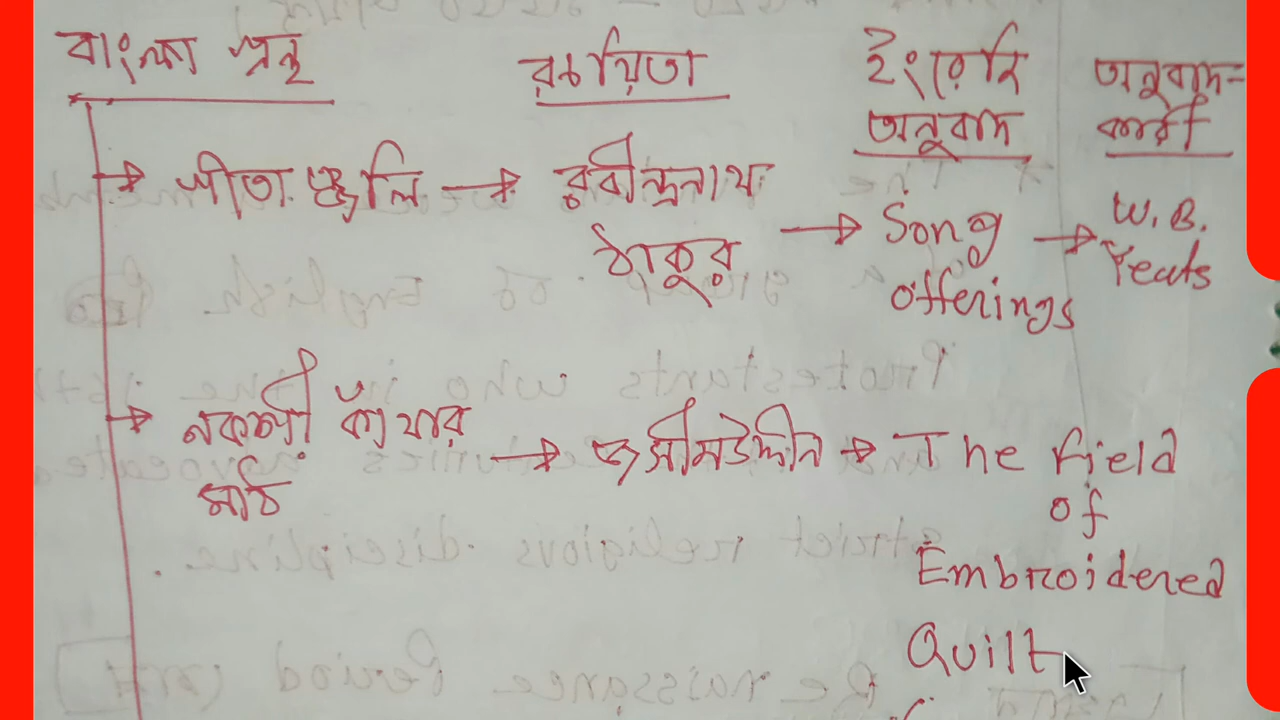 বাংলা গ্রন্থ রচয়িতা ইংরেজি অনুবাদ অনুবাদ-কারী
→ গীতাঞ্জলি → রবীন্দ্রনাথ ঠাকুর → Song offerings → W. B. Yeats
→ নকশী কাঁথার মাঠ → জসীমউদ্দীন → The field of Embroidered Quilt